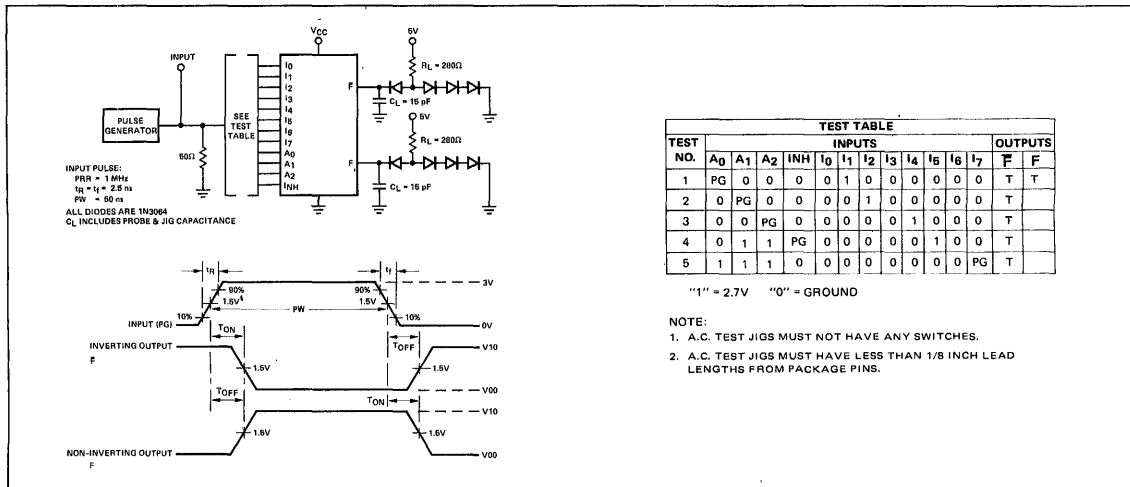 INPUT
VCC
5V
RL = 280Ω
I0
I1
I2
I3
I4
I5
I6
I7
A0
A1
A2
INH
F̅
F
CL = 15 pF
5V
RL = 280Ω
CL = 15 pF
PULSE
GENERATOR
SEE
TEST
TABLE
50Ω
INPUT PULSE:
PRR = 1 MHz
tR = tf = 2.5 ns
PW = 50 ns
ALL DIODES ARE 1N3064
CL INCLUDES PROBE & JIG CAPACITANCE
tR
tf
90%
90%
3V
1.5V
PW
1.5V
10%
10%
INPUT (PG)
0V
TON
TOFF
INVERTING OUTPUT
F̅
V10
1.5V
1.5V
V00
TOFF
TON
V10
1.5V
1.5V
NON-INVERTING OUTPUT
F
V00
TEST TABLE
TEST NO. INPUTS OUTPUTS
A0 A1 A2 INH I0 I1 I2 I3 I4 I5 I6 I7 F̅ F
1 PG 0 0 0 0 1 0 0 0 0 0 0 T T
2 0 PG 0 0 0 0 1 0 0 0 0 0 T
3 0 0 PG 0 0 0 0 0 1 0 0 0 T
4 0 1 1 PG 0 0 0 0 0 1 0 0 T
5 1 1 1 0 0 0 0 0 0 0 0 PG T
"1" = 2.7V "0" = GROUND
NOTE:
1. A.C. TEST JIGS MUST NOT HAVE ANY SWITCHES.
2. A.C. TEST JIGS MUST HAVE LESS THAN 1/8 INCH LEAD
LENGTHS FROM PACKAGE PINS.